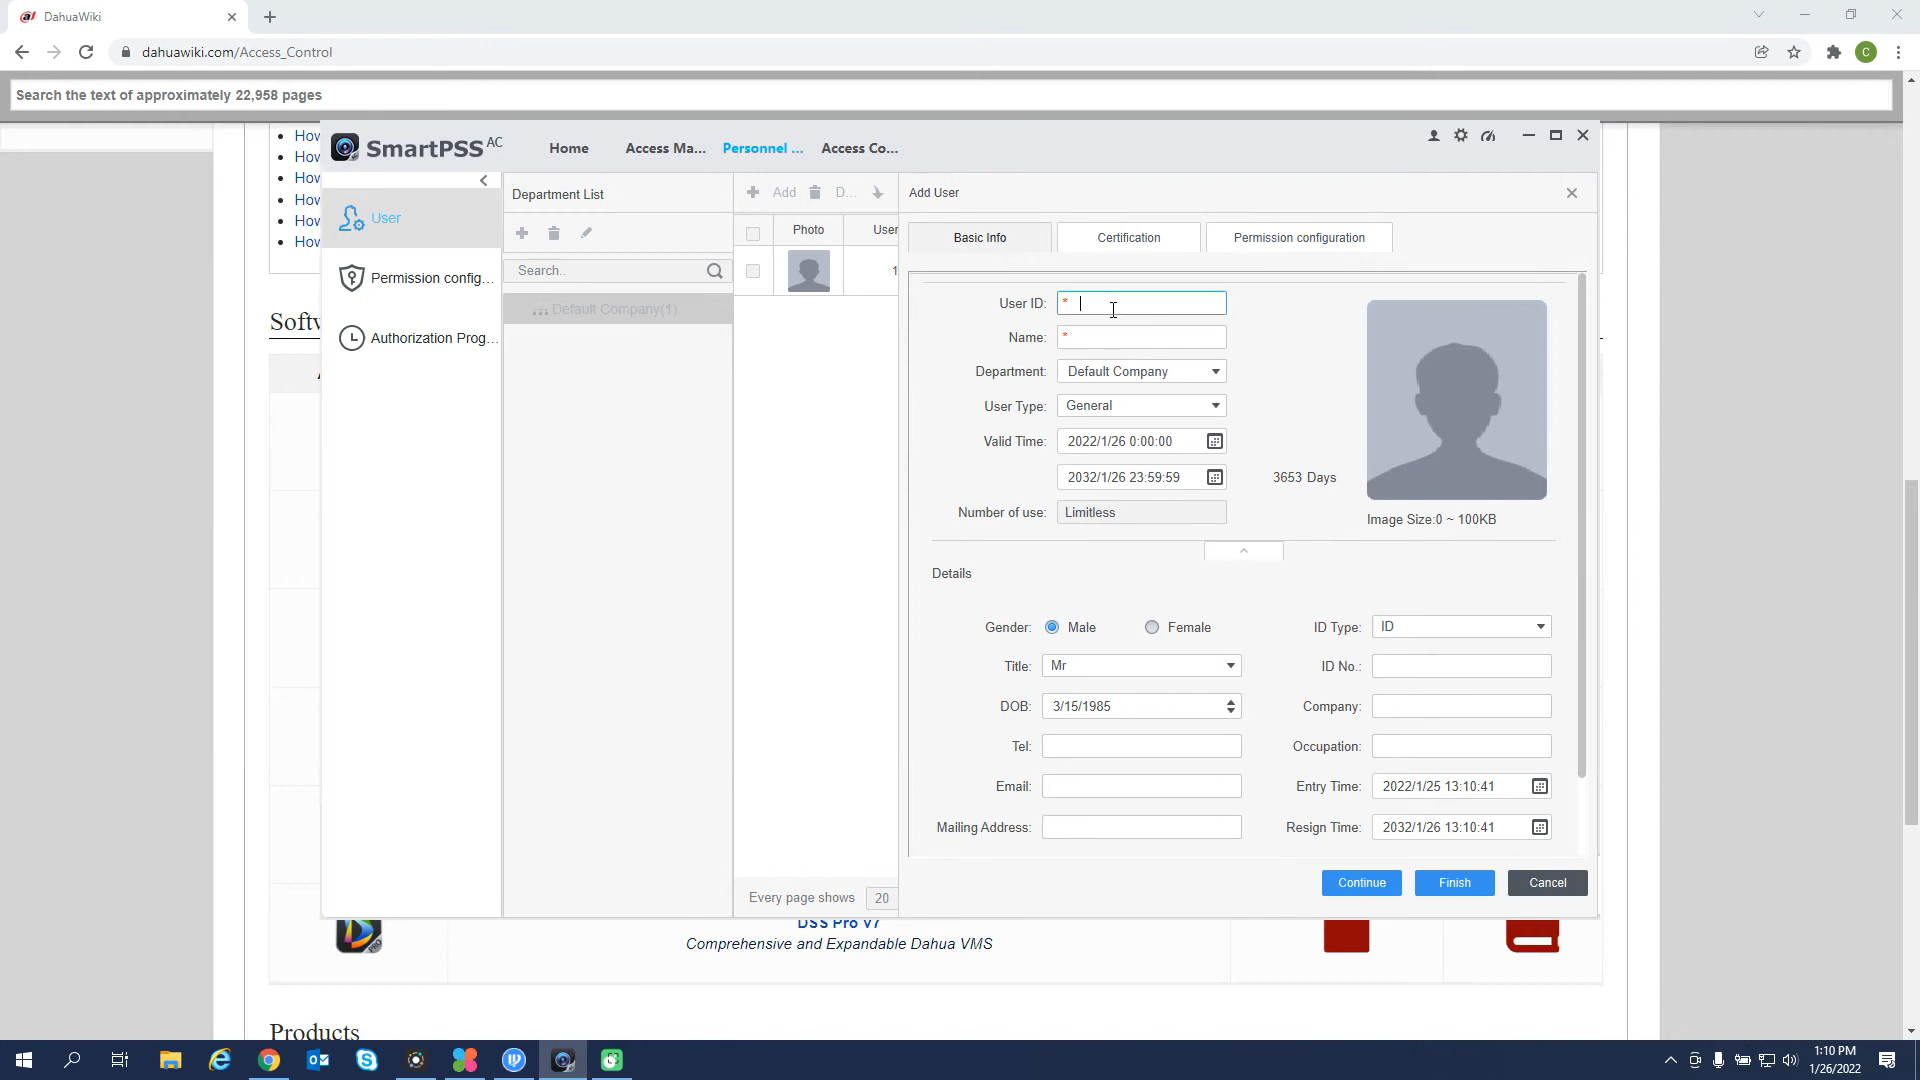 DahuaWiki
dahuawiki.com/Access_Control
C
Search the text of approximately 22,958 pages
How
How
How
How
How
How
Softw
SmartPSS AC
Home
Access Ma...
Personnel ...
Access Co...
User
Permission config...
Authorization Prog...
Department List
Search..
Default Company(1)
Add
D...
Photo
User
1
Every page shows
20
Add User
Basic Info
Certification
Permission configuration
User ID:
*
Name:
*
Department:
Default Company
User Type:
General
Valid Time:
2022/1/26 0:00:00
2032/1/26 23:59:59
3653 Days
Number of use:
Limitless
Image Size:0 ~ 100KB
Details
Gender:
Male
Female
ID Type:
ID
Title:
Mr
ID No.:
DOB:
3/15/1985
Company:
Tel:
Occupation:
Email:
Entry Time:
2022/1/25 13:10:41
Mailing Address:
Resign Time:
2032/1/26 13:10:41
Continue
Finish
Cancel
DSS Pro V7
Comprehensive and Expandable Dahua VMS
Products
1:10 PM
1/26/2022